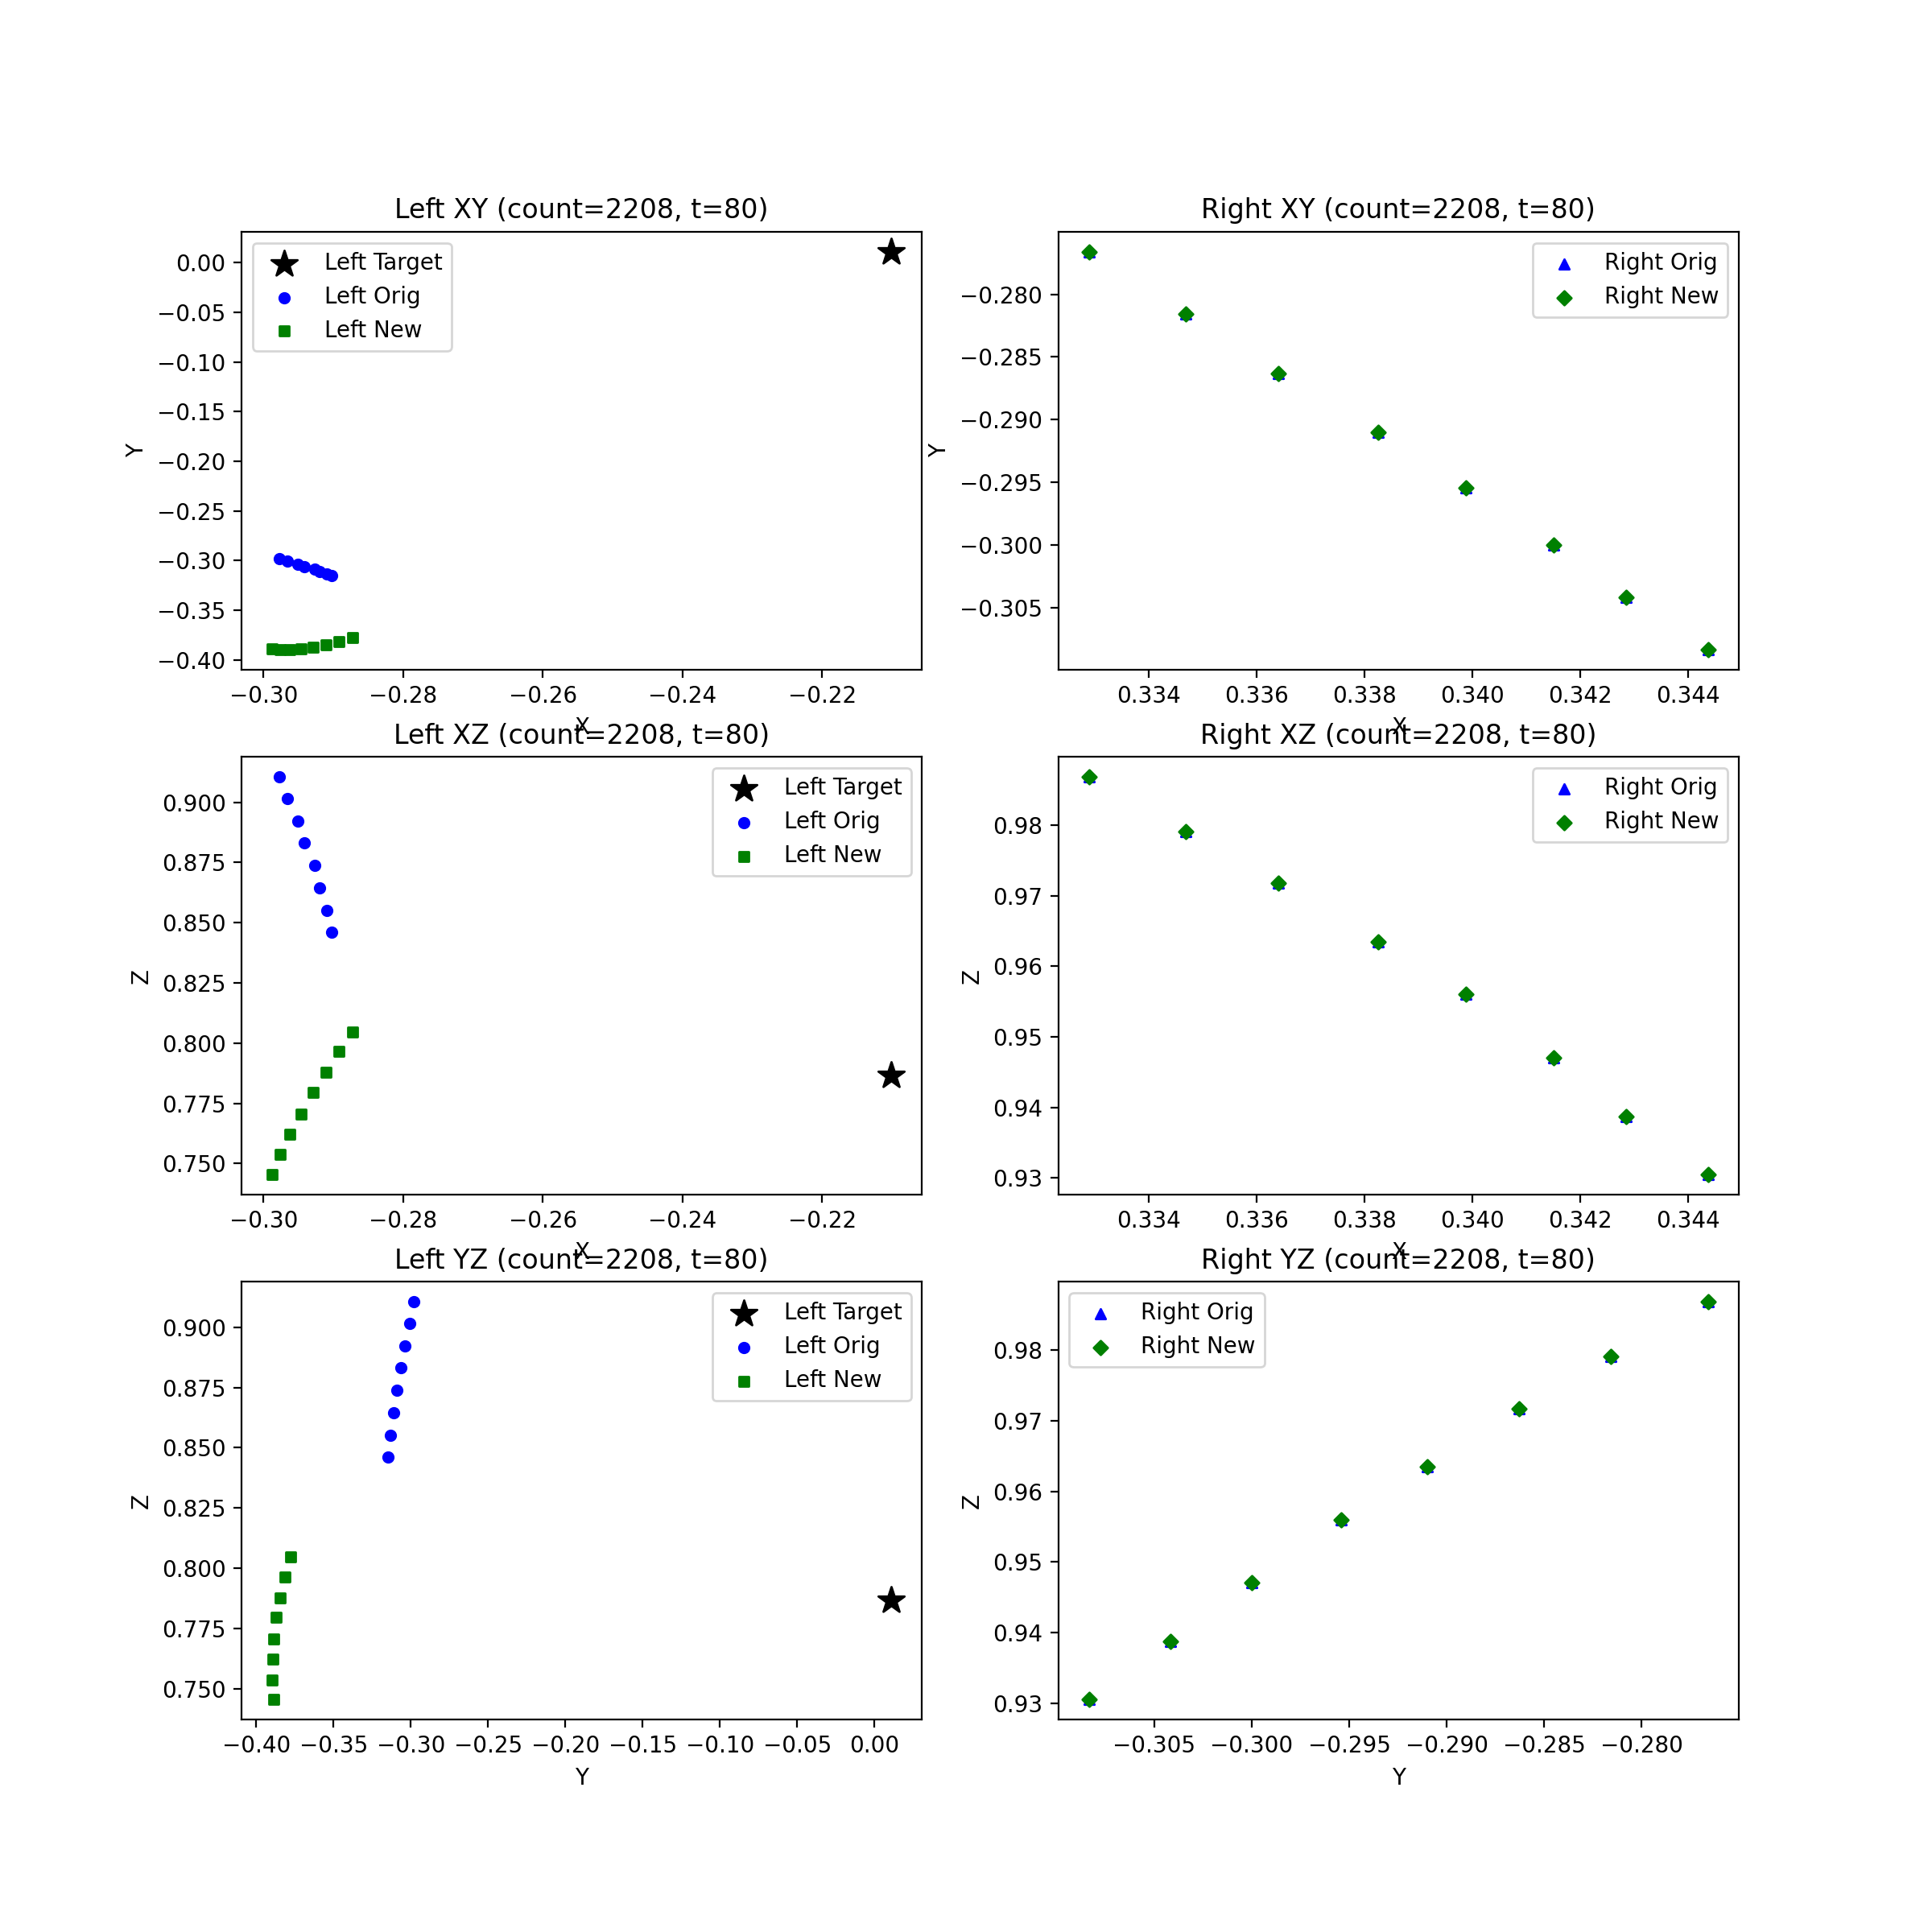 Left XY (count=2208, t=80)
Left Target
Left Orig
Left New
0.00
−0.05
−0.10
−0.15
−0.20
−0.25
−0.30
−0.35
−0.40
Y
−0.30 −0.28 −0.26 −0.24 −0.22
X
Right XY (count=2208, t=80)
Right Orig
Right New
−0.280
−0.285
−0.290
−0.295
−0.300
−0.305
Y
0.334 0.336 0.338 0.340 0.342 0.344
X
Left XZ (count=2208, t=80)
Left Target
Left Orig
Left New
0.900
0.875
0.850
0.825
0.800
0.775
0.750
Z
−0.30 −0.28 −0.26 −0.24 −0.22
X
Right XZ (count=2208, t=80)
Right Orig
Right New
0.98
0.97
0.96
0.95
0.94
0.93
Z
0.334 0.336 0.338 0.340 0.342 0.344
X
Left YZ (count=2208, t=80)
Left Target
Left Orig
Left New
0.900
0.875
0.850
0.825
0.800
0.775
0.750
Z
−0.40 −0.35 −0.30 −0.25 −0.20 −0.15 −0.10 −0.05 0.00
Y
Right YZ (count=2208, t=80)
Right Orig
Right New
0.98
0.97
0.96
0.95
0.94
0.93
Z
−0.305 −0.300 −0.295 −0.290 −0.285 −0.280
Y